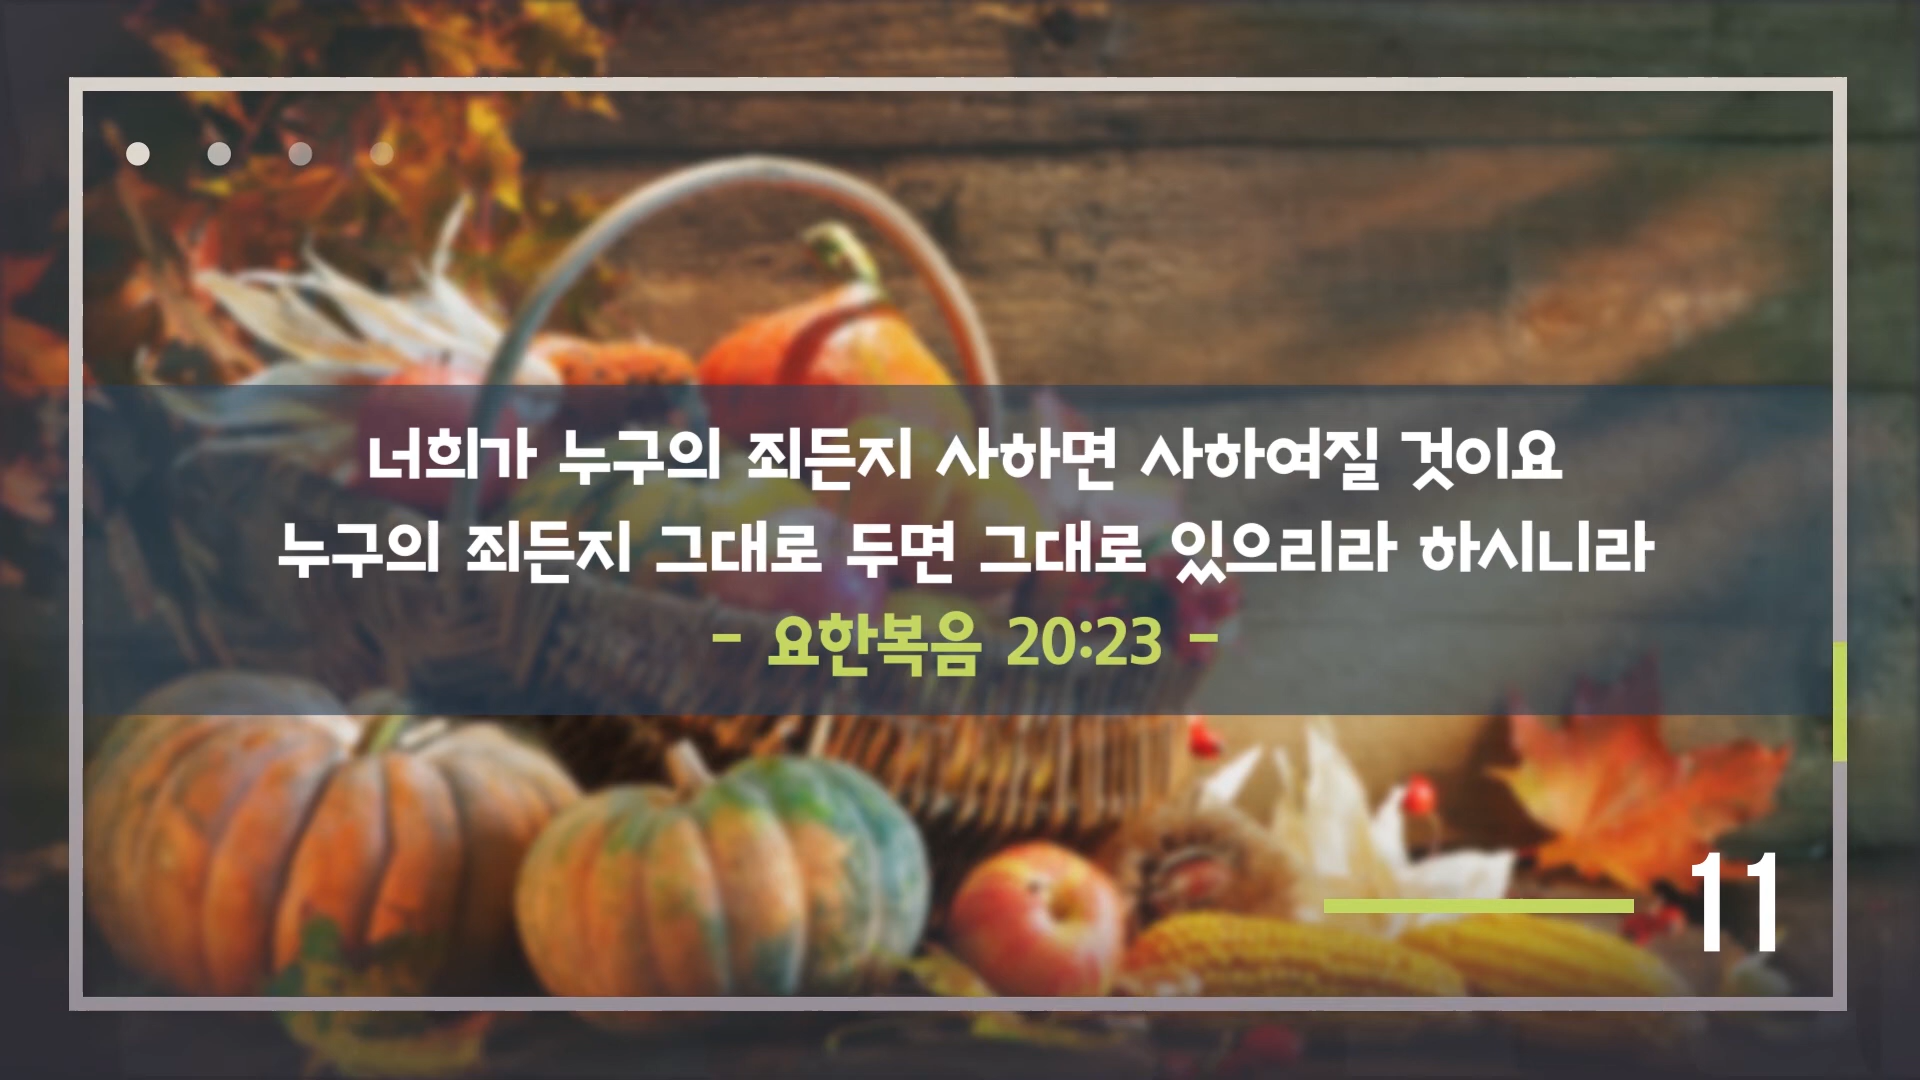 너희가 누구의 죄든지 사하면 사하여질 것이요
누구의 죄든지 그대로 두면 그대로 있으리라 하시니라
- 요한복음 20:23 -
11